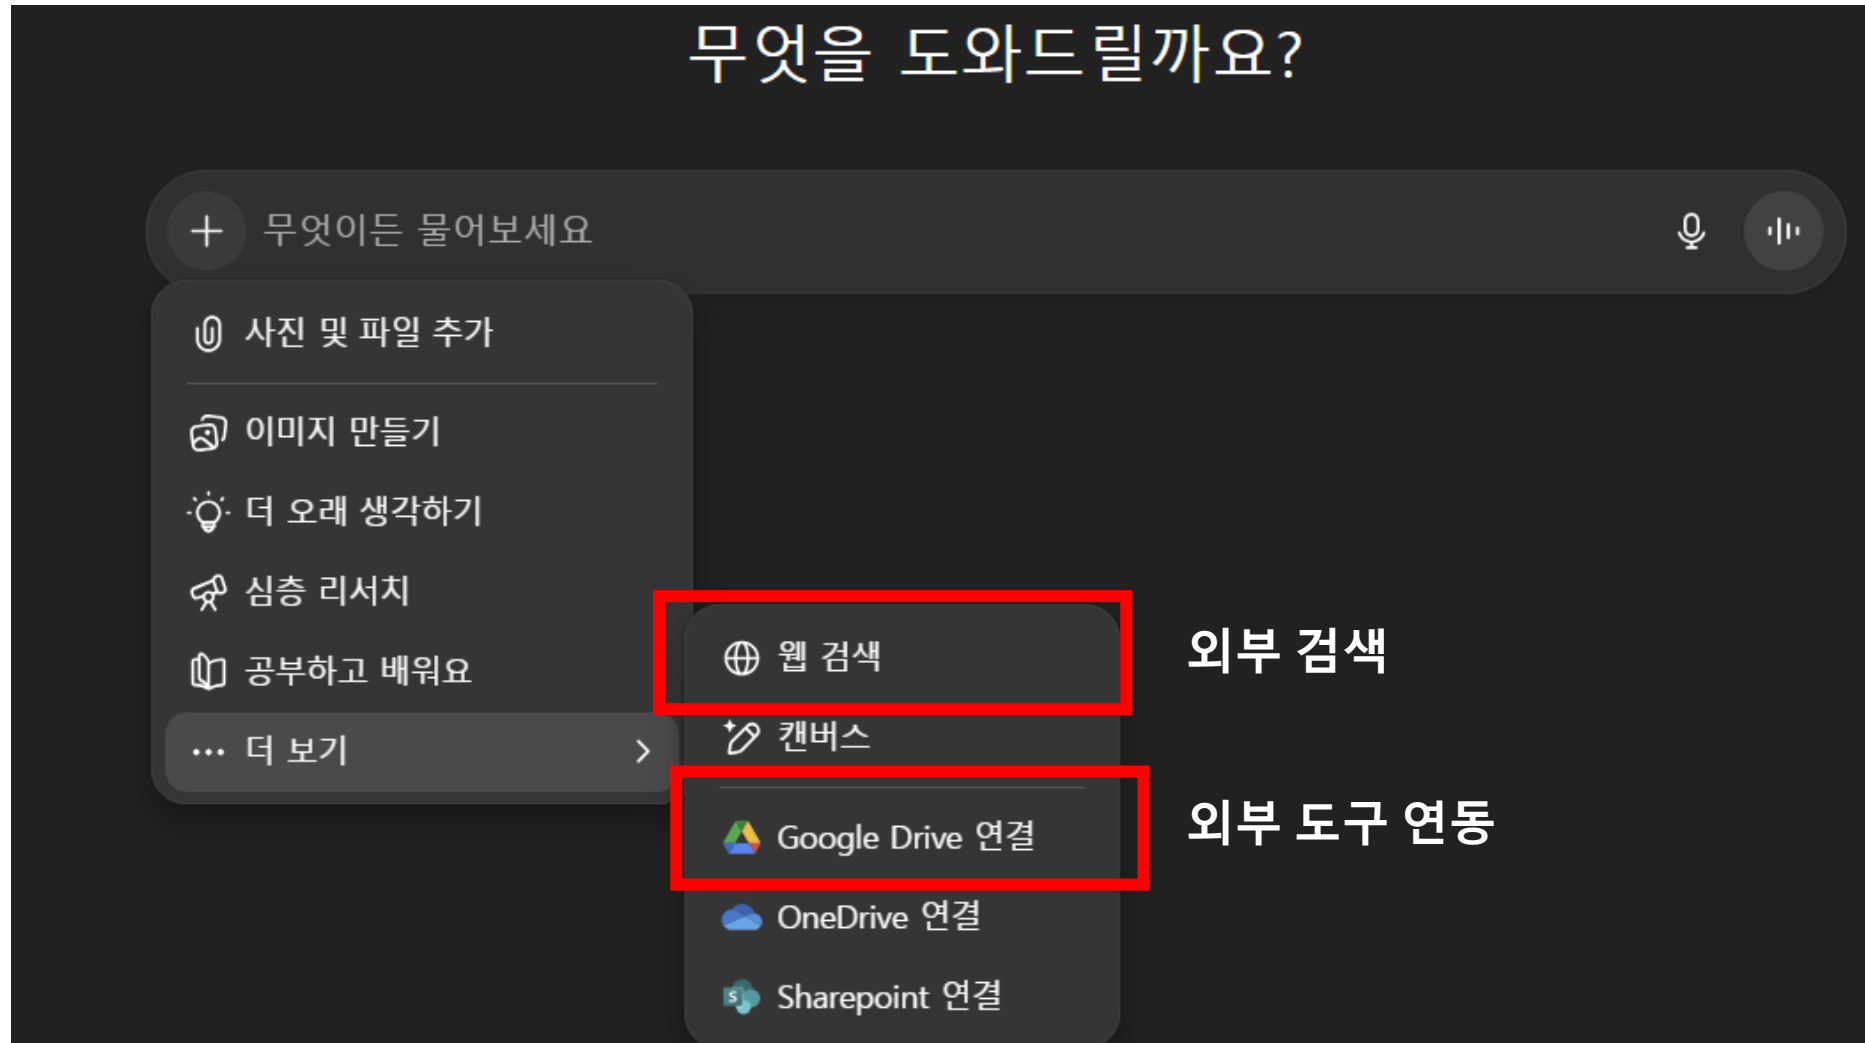 무엇을 도와드릴까요?
무엇이든 물어보세요
사진 및 파일 추가
이미지 만들기
더 오래 생각하기
심층 리서치
공부하고 배워요
더 보기
웹 검색
외부 검색
캔버스
Google Drive 연결
외부 도구 연동
OneDrive 연결
Sharepoint 연결